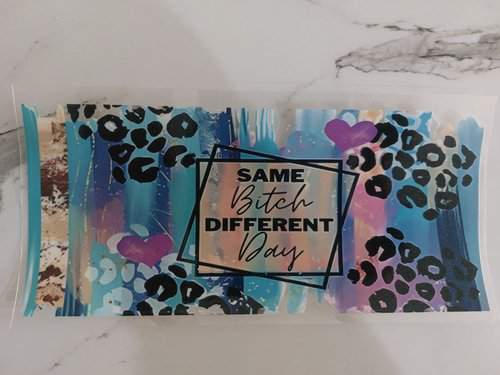 SAME
Bitch
DIFFERENT
Day